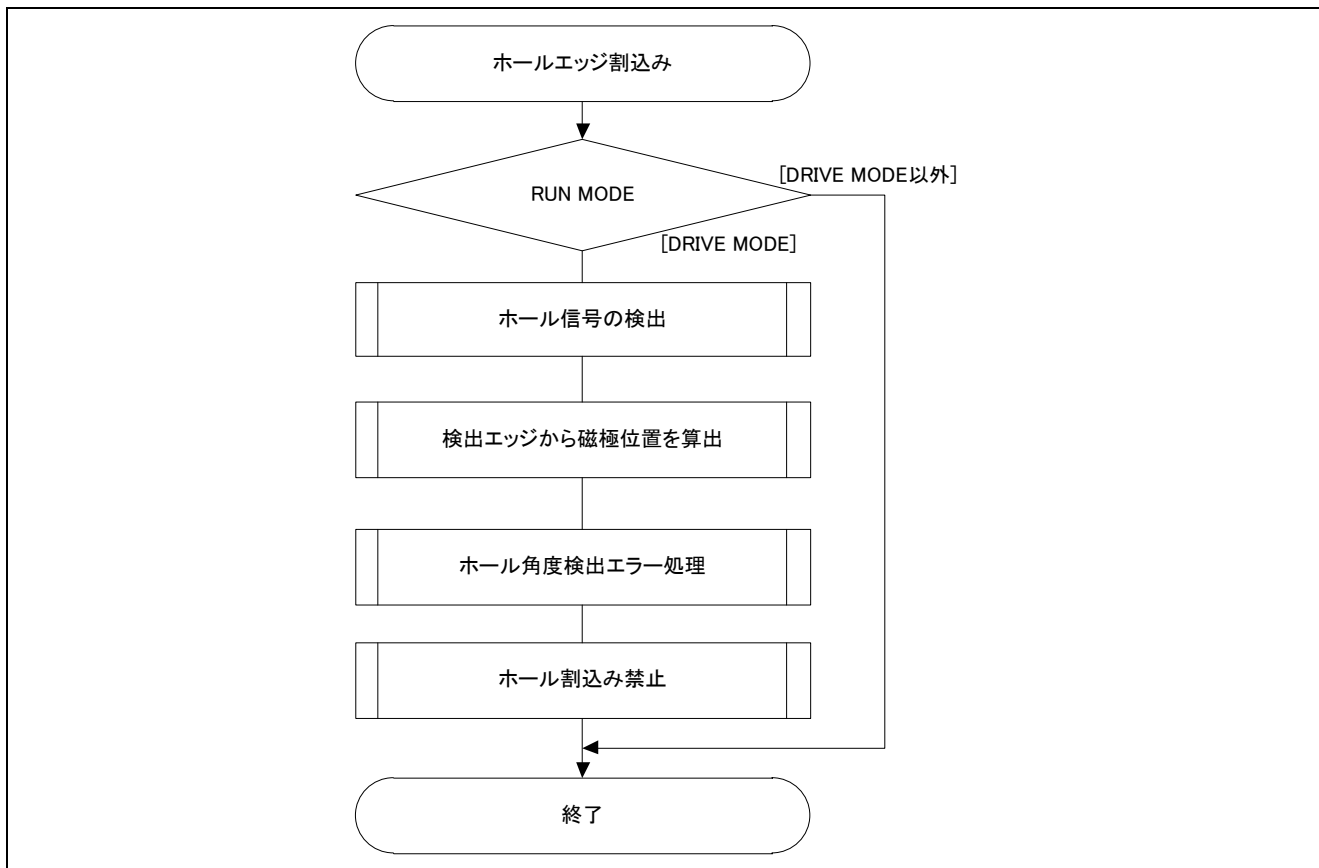 ホールエッジ割込み
[DRIVE MODE以外]
RUN MODE
[DRIVE MODE]
ホール信号の検出
検出エッジから磁極位置を算出
ホール角度検出エラー処理
ホール割込み禁止
終了